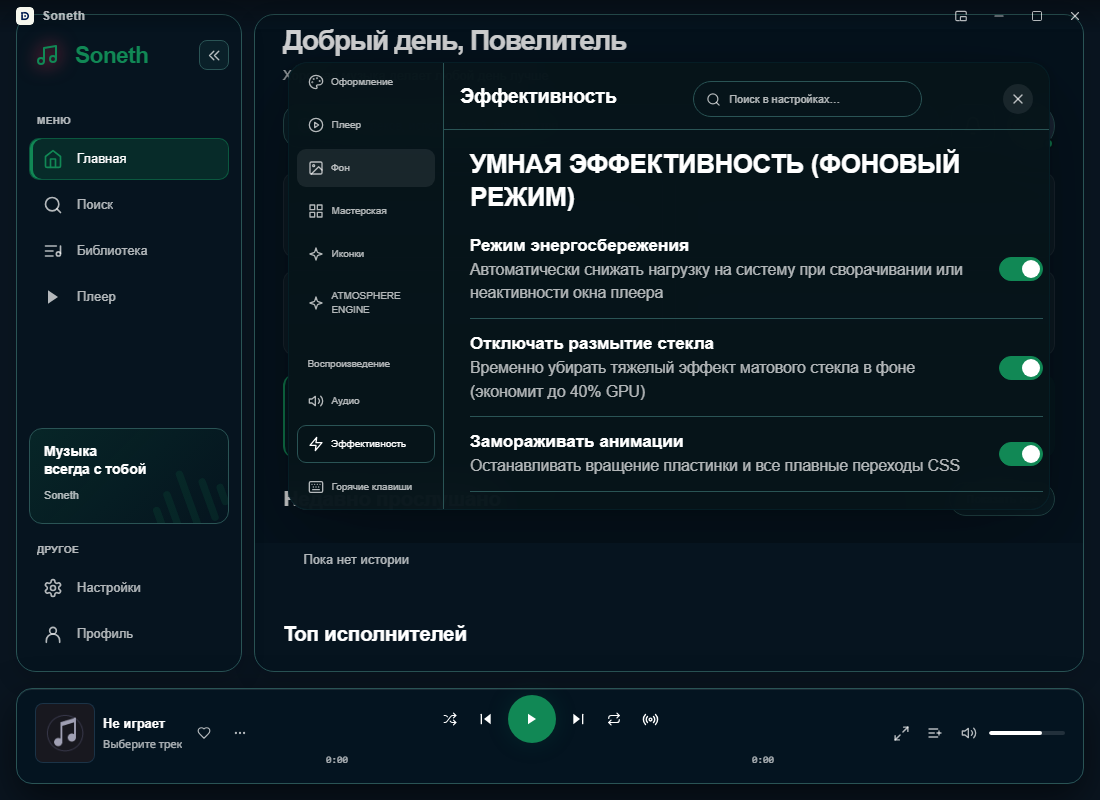 Soneth
Soneth
МЕНЮ
Главная
Поиск
Библиотека
Плеер
Музыка
всегда с тобой
Soneth
ДРУГОЕ
Настройки
Профиль
Добрый день, Повелитель
Оформление
Плеер
Фон
Мастерская
Иконки
ATMOSPHERE
ENGINE
Воспроизведение
Аудио
Эффективность
Горячие клавиши
Эффективность
Поиск в настройках...
УМНАЯ ЭФФЕКТИВНОСТЬ (ФОНОВЫЙ
РЕЖИМ)
Режим энергосбережения
Автоматически снижать нагрузку на систему при сворачивании или
неактивности окна плеера
Отключать размытие стекла
Временно убирать тяжелый эффект матового стекла в фоне
(экономит до 40% GPU)
Замораживать анимации
Останавливать вращение пластинки и все плавные переходы CSS
Пока нет истории
Топ исполнителей
Не играет
Выберите трек
0:00
0:00